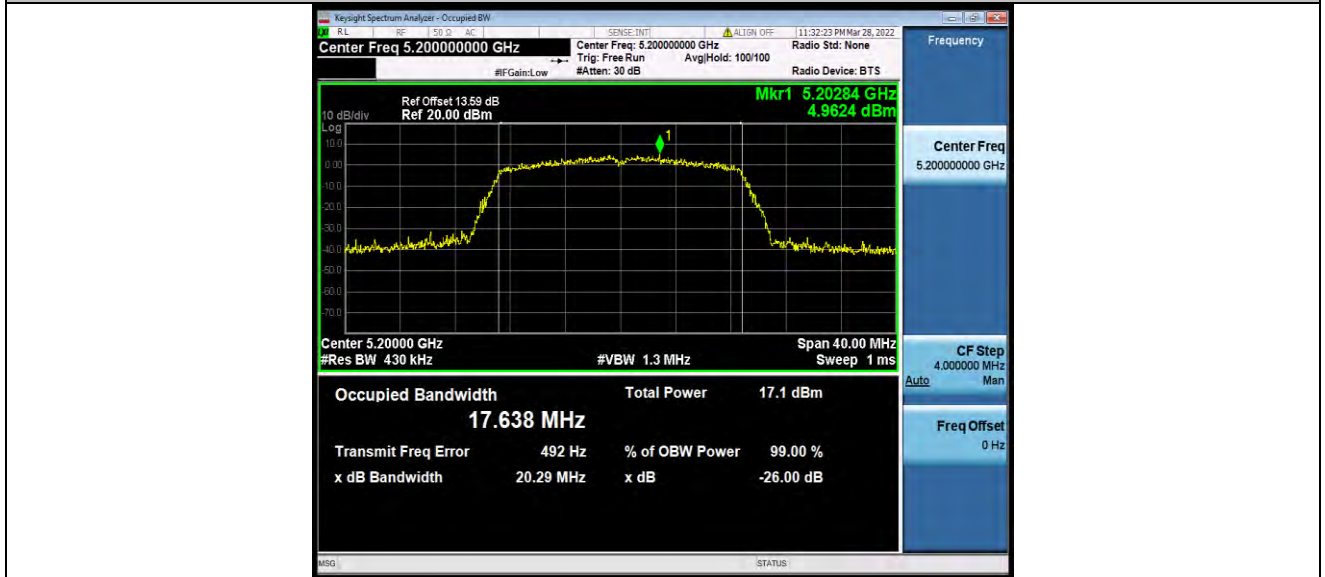 Keysight Spectrum Analyzer - Occupied BW
RL RF 50 Ω AC SENSE:INT ALIGN OFF 11:32:23 PM Mar 28, 2022
Center Freq 5.200000000 GHz
Center Freq: 5.200000000 GHz
Radio Std: None
Trig: Free Run Avg|Hold: 100/100
#IFGain:Low #Atten: 30 dB Radio Device: BTS
Ref Offset 13.59 dB
10 dB/div Ref 20.00 dBm
Mkr1 5.20284 GHz
4.9624 dBm
Log
10.0
0.00
-10.0
-20.0
-30.0
-40.0
-50.0
-60.0
-70.0
1
Center 5.20000 GHz Span 40.00 MHz
#Res BW 430 kHz #VBW 1.3 MHz Sweep 1 ms
Occupied Bandwidth Total Power 17.1 dBm
17.638 MHz
Transmit Freq Error 492 Hz % of OBW Power 99.00 %
x dB Bandwidth 20.29 MHz x dB -26.00 dB
MSG STATUS
Frequency
Center Freq
5.200000000 GHz
CF Step
4.000000 MHz
Auto Man
Freq Offset
0 Hz